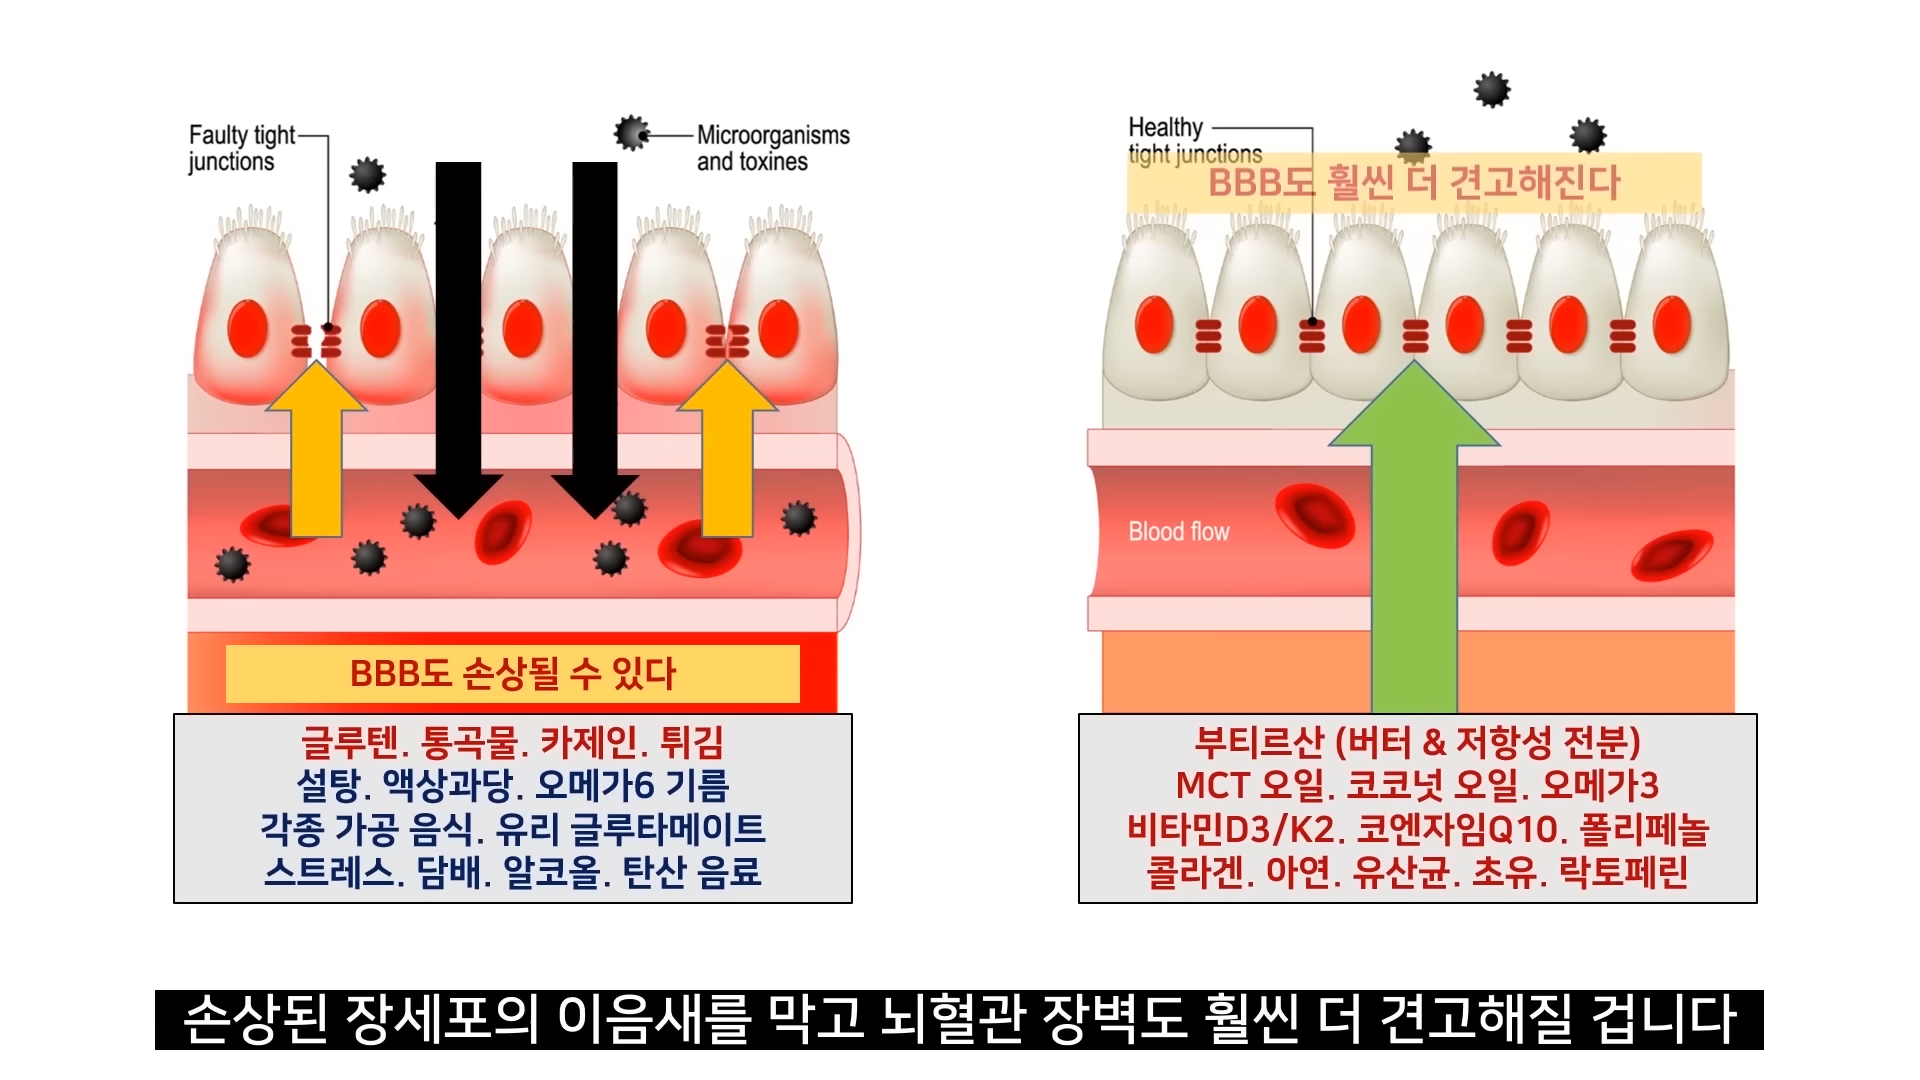 Faulty tight
junctions
Microorganisms
and toxines
BBB도 손상될 수 있다
글루텐. 통곡물. 카제인. 튀김
설탕. 액상과당. 오메가6 기름
각종 가공 음식. 유리 글루타메이트
스트레스. 담배. 알코올. 탄산 음료
Healthy
tight junctions
BBB도 훨씬 더 견고해진다
Blood flow
부티르산 (버터 & 저항성 전분)
MCT 오일. 코코넛 오일. 오메가3
비타민D3/K2. 코엔자임Q10. 폴리페놀
콜라겐. 아연. 유산균. 초유. 락토페린
손상된 장세포의 이음새를 막고 뇌혈관 장벽도 훨씬 더 견고해질 겁니다